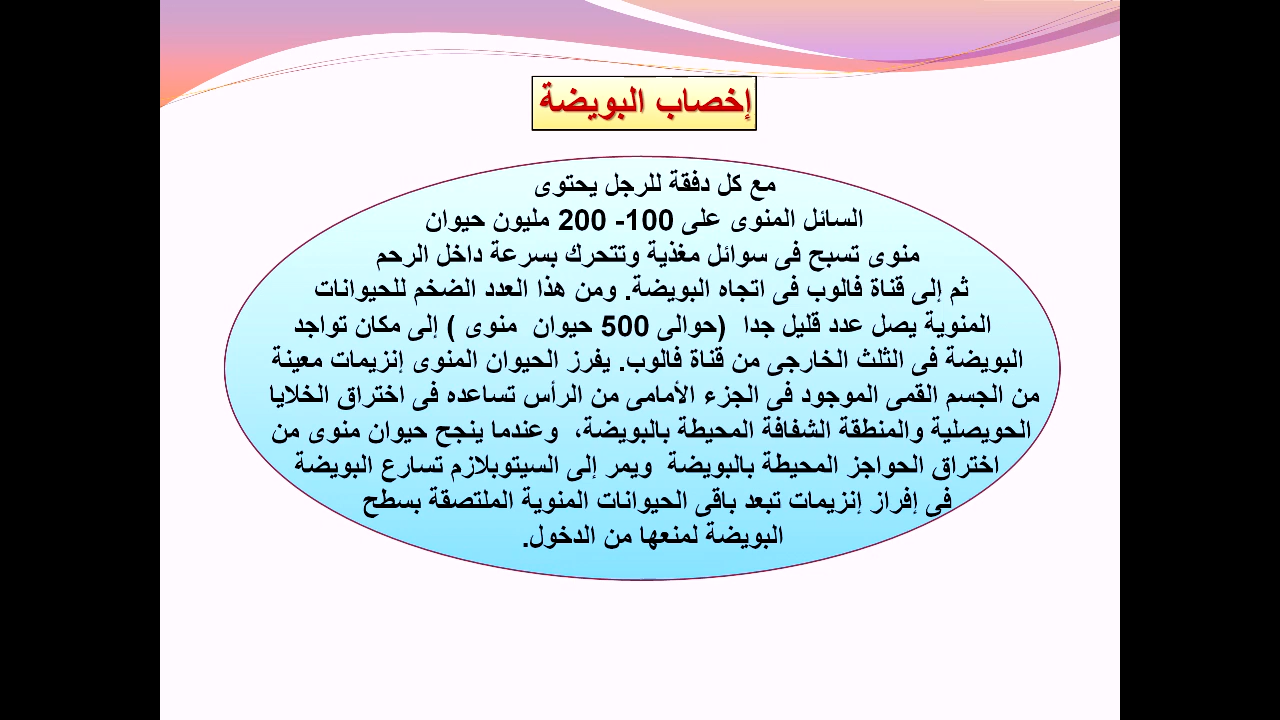 إخصاب البويضة
مع كل دفقة للرجل يحتوى
السائل المنوى على 100- 200 مليون حيوان
منوى تسبح فى سوائل مغذية وتتحرك بسرعة داخل الرحم
ثم إلى قناة فالوب فى اتجاه البويضة. ومن هذا العدد الضخم للحيوانات
المنوية يصل عدد قليل جدا (حوالى 500 حيوان منوى ) إلى مكان تواجد
البويضة فى الثلث الخارجى من قناة فالوب. يفرز الحيوان المنوى إنزيمات معينة
من الجسم القمى الموجود فى الجزء الأمامى من الرأس تساعده فى اختراق الخلايا
الحويصلية والمنطقة الشفافة المحيطة بالبويضة، وعندما ينجح حيوان منوى من
اختراق الحواجز المحيطة بالبويضة ويمر إلى السيتوبلازم تسارع البويضة
فى إفراز إنزيمات تبعد باقى الحيوانات المنوية الملتصقة بسطح
البويضة لمنعها من الدخول.